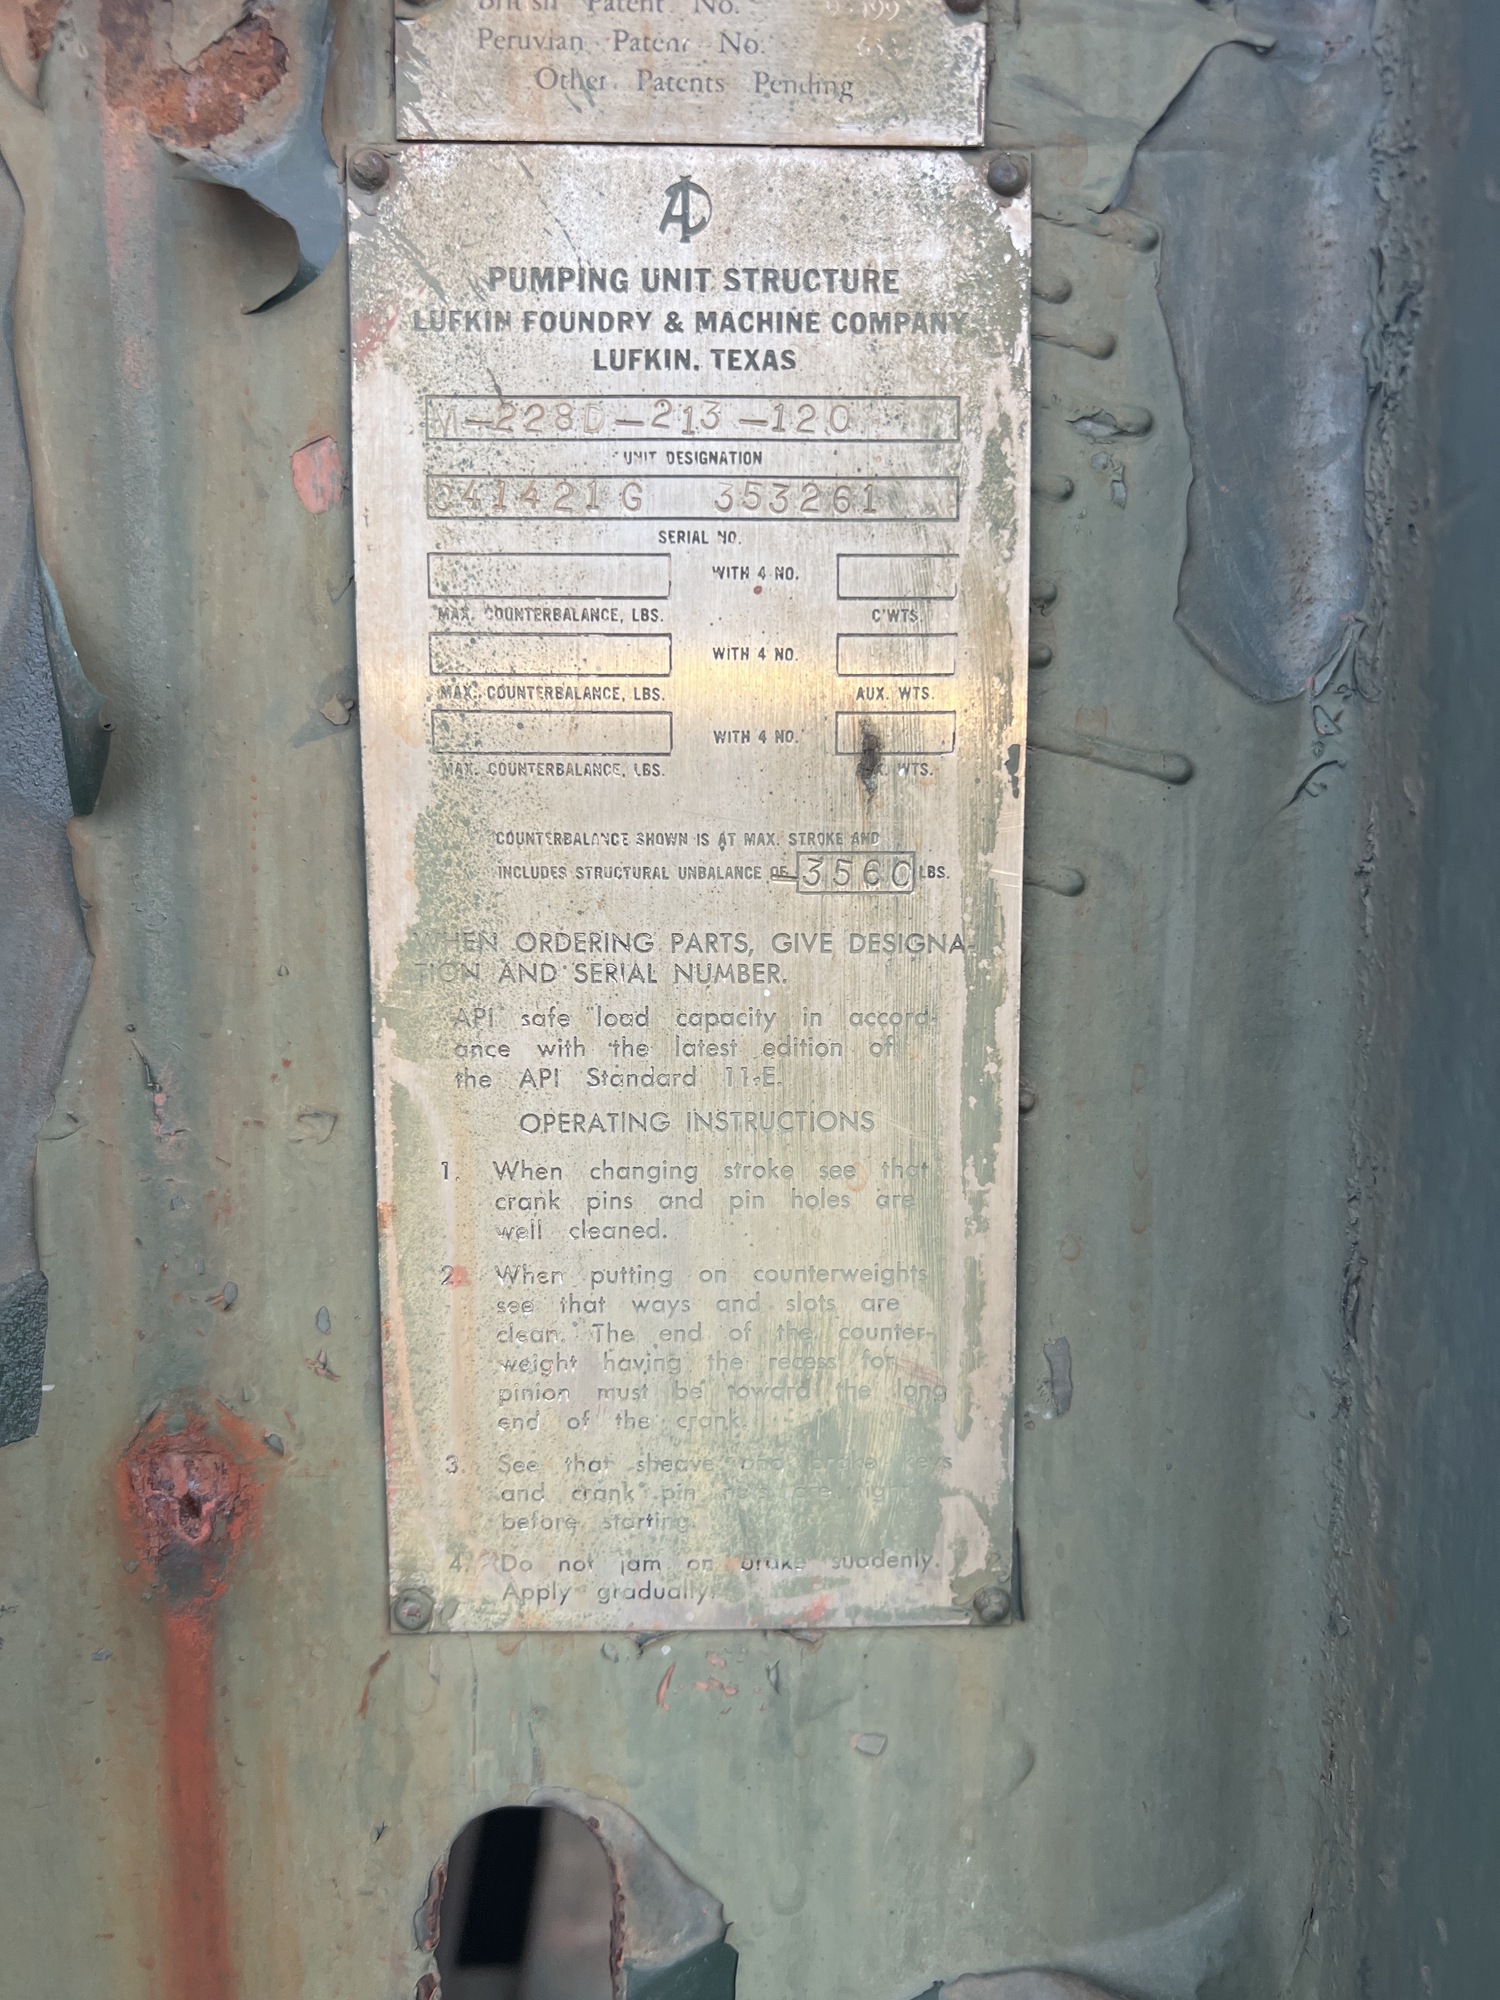 British Patent No.
Peruvian Patent No.
Other Patents Pending
PUMPING UNIT STRUCTURE
LUFKIN FOUNDRY & MACHINE COMPANY
LUFKIN, TEXAS
M-228D-213-120
UNIT DESIGNATION
41421G 353261
SERIAL NO.
WITH 4 NO.
MAX. COUNTERBALANCE, LBS. C'WTS.
WITH 4 NO.
MAX. COUNTERBALANCE, LBS. AUX. WTS.
WITH 4 NO.
MAX. COUNTERBALANCE, LBS. WTS.
COUNTERBALANCE SHOWN IS AT MAX. STROKE AND
INCLUDES STRUCTURAL UNBALANCE OF -3560 LBS.
WHEN ORDERING PARTS, GIVE DESIGNA-
TION AND SERIAL NUMBER.
API safe load capacity in accord-
ance with the latest edition of
the API Standard 11-E.
OPERATING INSTRUCTIONS
1. When changing stroke see that
crank pins and pin holes are
well cleaned.
2. When putting on counterweights
see that ways and slots are
clean. The end of the counter-
weight having the recess for
pinion must be toward the long
end of the crank.
3. See that sheave and brake keys
and crank pin are
before starting.
4. Do not jam on brake suddenly.
Apply gradually.